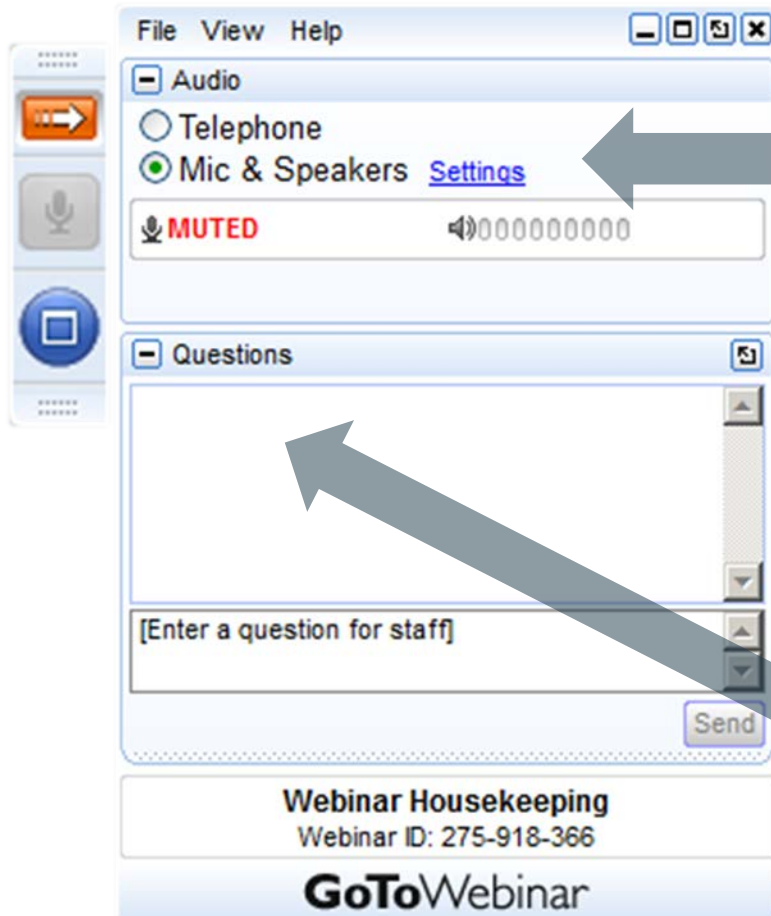 File View Help
Audio
Telephone
Mic & Speakers Settings
MUTED
Questions
[Enter a question for staff]
Send
Webinar Housekeeping
Webinar ID: 275-918-366
GoToWebinar